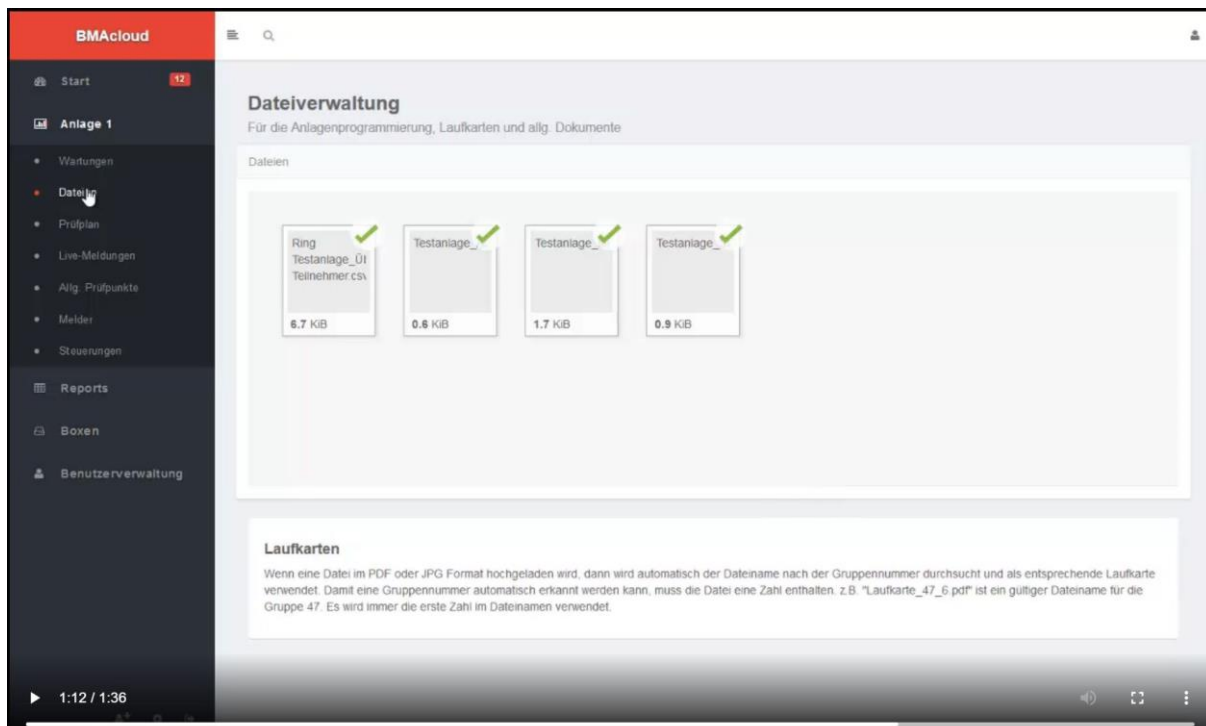 BMAcloud
Start 12
Anlage 1
Wartungen
Prüfplan
Live-Meldungen
Allg. Prüfpunkte
Melder
Steuerungen
Reports
Boxen
Benutzerverwaltung
Dateiverwaltung
Für die Anlagenprogrammierung, Laufkarten und allg. Dokumente
Dateien
Ring
Testanlage_Üb
Teilnehmer.csv
6.7 KiB
Testanlage_
0.6 KiB
Testanlage_
1.7 KiB
Testanlage_
0.9 KiB
Laufkarten
Wenn eine Datei im PDF oder JPG Format hochgeladen wird, dann wird automatisch der Dateiname nach der Gruppennummer durchsucht und als entsprechende Laufkarte
verwendet. Damit eine Gruppennummer automatisch erkannt werden kann, muss die Datei eine Zahl enthalten. z.B. "Laufkarte_47_6.pdf" ist ein gültiger Dateiname für die
Gruppe 47. Es wird immer die erste Zahl im Dateinamen verwendet.
1:12 / 1:36